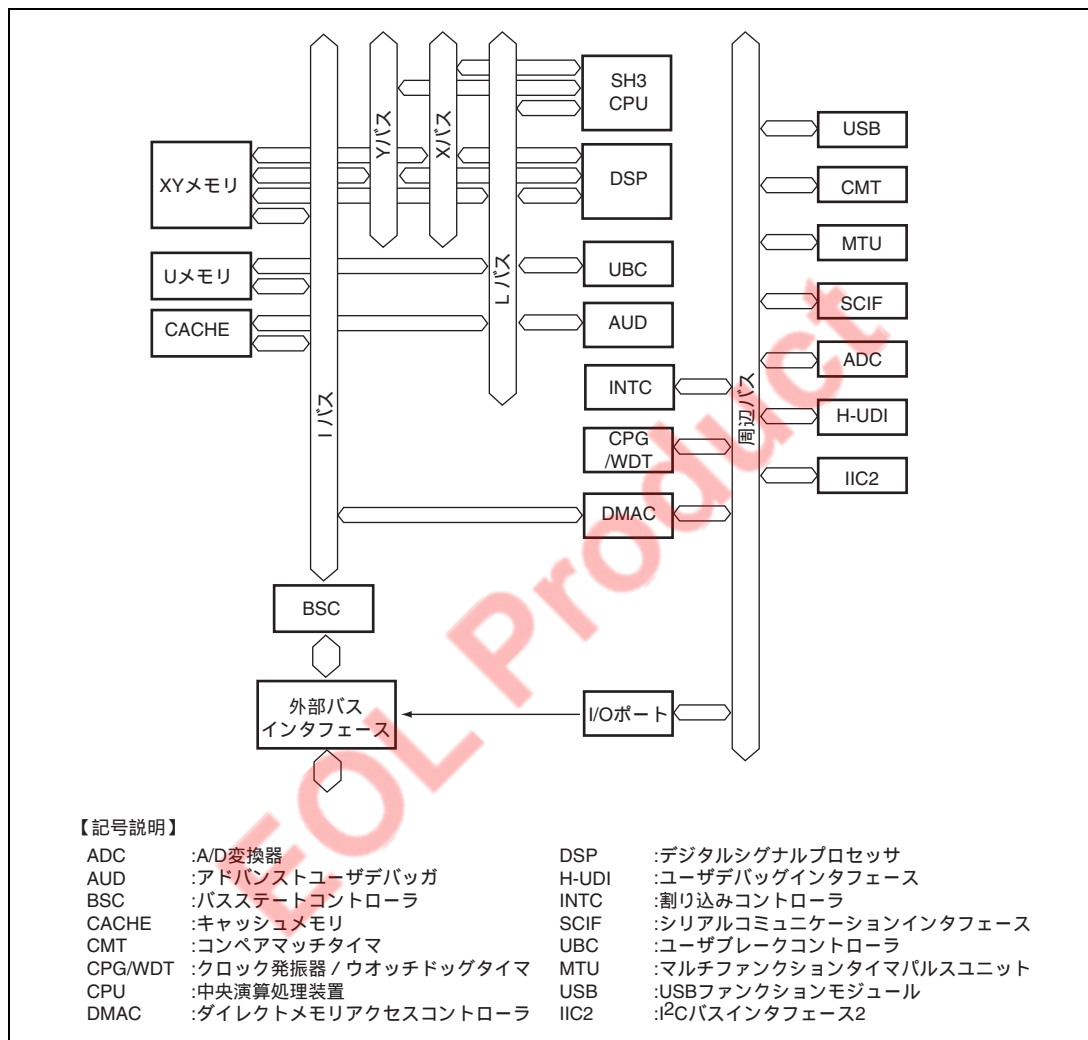 SH3
CPU
DSP
UBC
AUD
INTC
CPG
/WDT
DMAC
I/Oポート
XYメモリ
Uメモリ
CACHE
BSC
外部バス
インタフェース
Iバス
Yバス
Xバス
Lバス
周辺バス
USB
CMT
MTU
SCIF
ADC
H-UDI
IIC2
EOL Product
【記号説明】
ADC :A/D変換器
AUD :アドバンストユーザデバッガ
BSC :バスステートコントローラ
CACHE :キャッシュメモリ
CMT :コンペアマッチタイマ
CPG/WDT :クロック発振器 / ウオッチドッグタイマ
CPU :中央演算処理装置
DMAC :ダイレクトメモリアクセスコントローラ
DSP :デジタルシグナルプロセッサ
H-UDI :ユーザデバッグインタフェース
INTC :割り込みコントローラ
SCIF :シリアルコミュニケーションインタフェース
UBC :ユーザブレークコントローラ
MTU :マルチファンクションタイマパルスユニット
USB :USBファンクションモジュール
IIC2 :I²Cバスインタフェース2